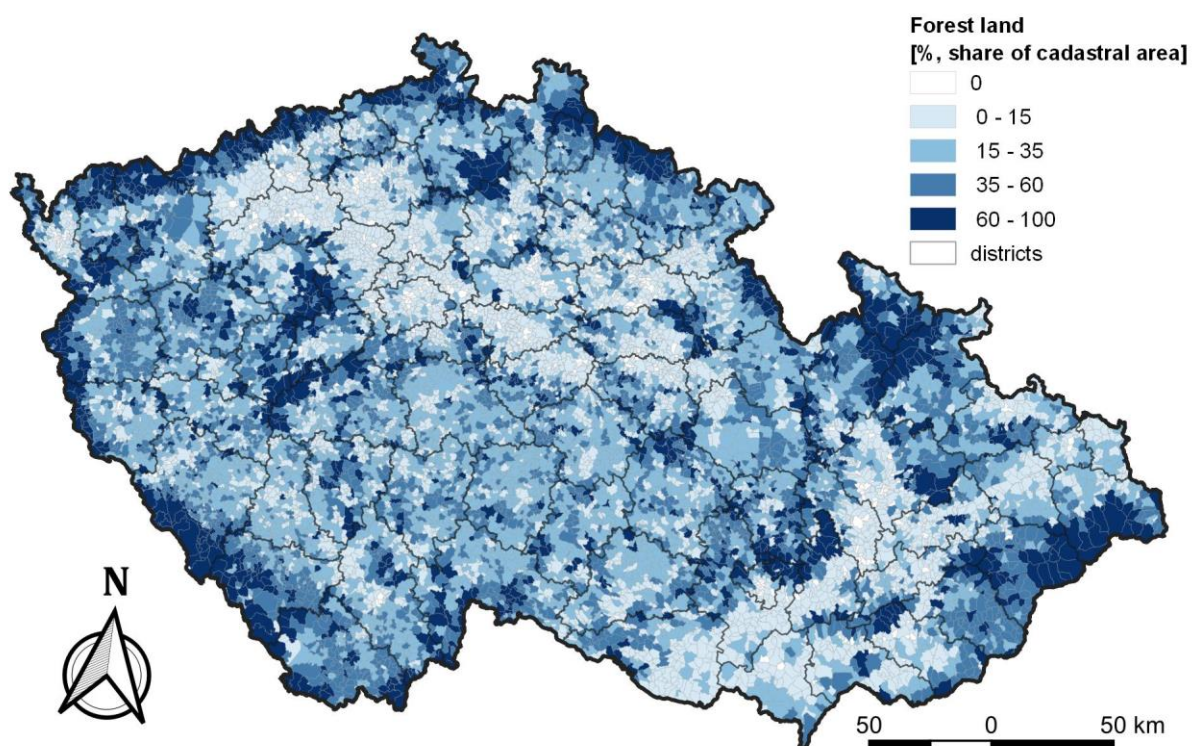 Forest land
[%, share of cadastral area]
0
0 - 15
15 - 35
35 - 60
60 - 100
districts
N
50 0 50 km